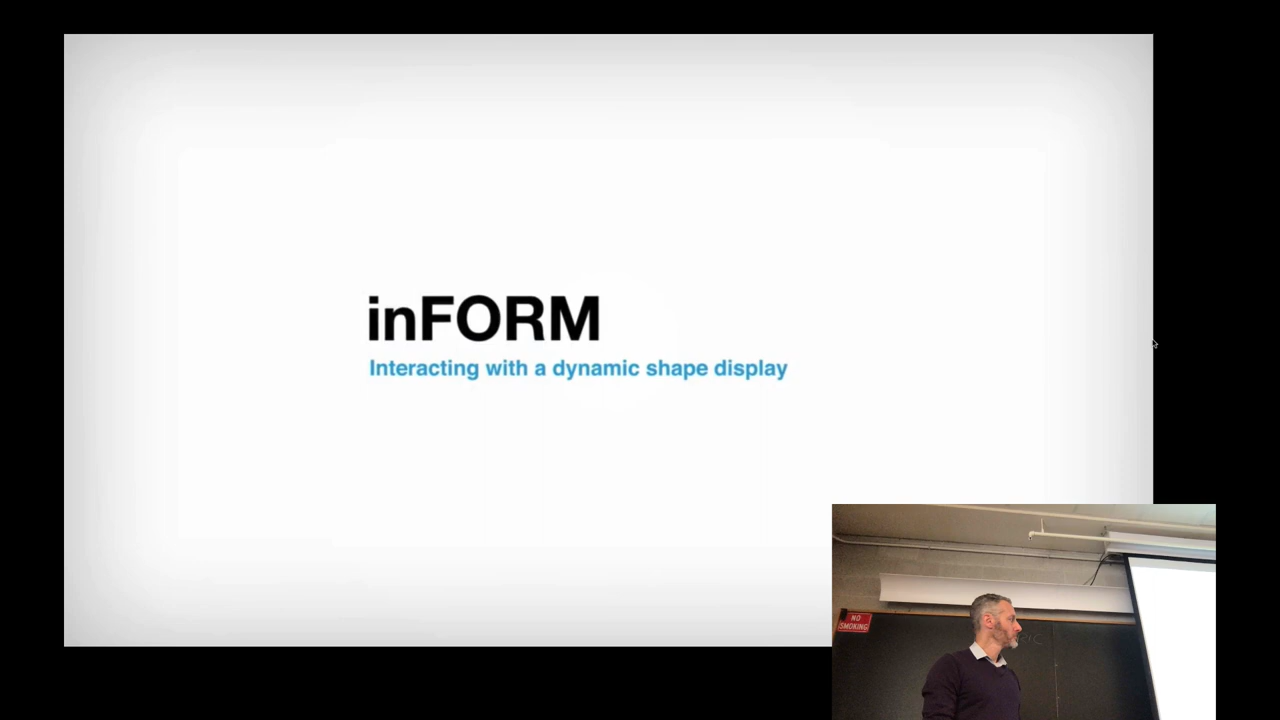 inFORM
Interacting with a dynamic shape display
NO
SMOKING